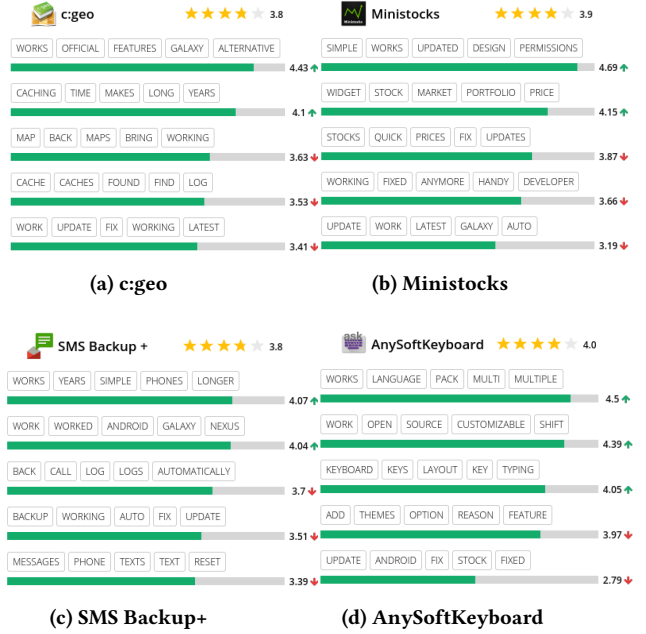 c:geo 3.8
WORKS OFFICIAL FEATURES GALAXY ALTERNATIVE
4.43
CACHING TIME MAKES LONG YEARS
4.1
MAP BACK MAPS BRING WORKING
3.63
CACHE CACHES FOUND FIND LOG
3.53
WORK UPDATE FIX WORKING LATEST
3.41
(a) c:geo
Ministocks 3.9
SIMPLE WORKS UPDATED DESIGN PERMISSIONS
4.69
WIDGET STOCK MARKET PORTFOLIO PRICE
4.15
STOCKS QUICK PRICES FIX UPDATES
3.87
WORKING FIXED ANYMORE HANDY DEVELOPER
3.66
UPDATE WORK LATEST GALAXY AUTO
3.19
(b) Ministocks
SMS Backup + 3.8
WORKS YEARS SIMPLE PHONES LONGER
4.07
WORK WORKED ANDROID GALAXY NEXUS
4.04
BACK CALL LOG LOGS AUTOMATICALLY
3.7
BACKUP WORKING AUTO FIX UPDATE
3.51
MESSAGES PHONE TEXTS TEXT RESET
3.39
(c) SMS Backup+
ask
AnySoftKeyboard 4.0
WORKS LANGUAGE PACK MULTI MULTIPLE
4.5
WORK OPEN SOURCE CUSTOMIZABLE SHIFT
4.39
KEYBOARD KEYS LAYOUT KEY TYPING
4.05
ADD THEMES OPTION REASON FEATURE
3.97
UPDATE ANDROID FIX STOCK FIXED
2.79
(d) AnySoftKeyboard